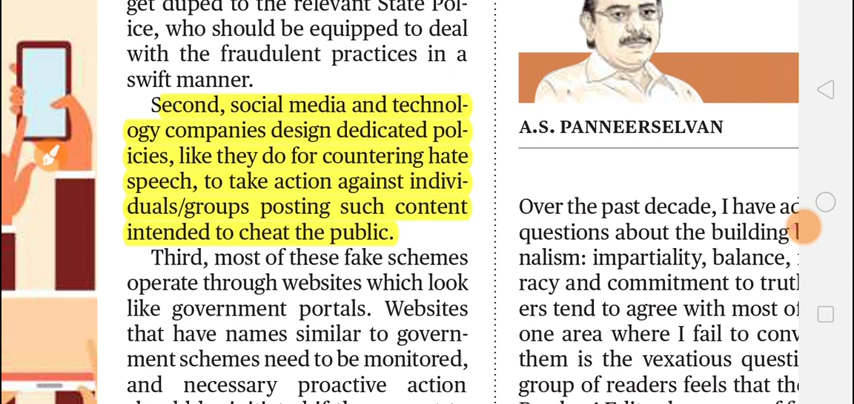 get duped to the relevant State Pol-
ice, who should be equipped to deal
with the fraudulent practices in a
swift manner.
Second, social media and technol-
ogy companies design dedicated pol-
icies, like they do for countering hate
speech, to take action against indivi-
duals/groups posting such content
intended to cheat the public.
Third, most of these fake schemes
operate through websites which look
like government portals. Websites
that have names similar to govern-
ment schemes need to be monitored,
and necessary proactive action
A.S. PANNEERSELVAN
Over the past decade, I have
questions about the building
nalism: impartiality, balance,
racy and commitment to
ers tend to agree with most
one area where I fail to
them is the vexatious
group of readers feels that